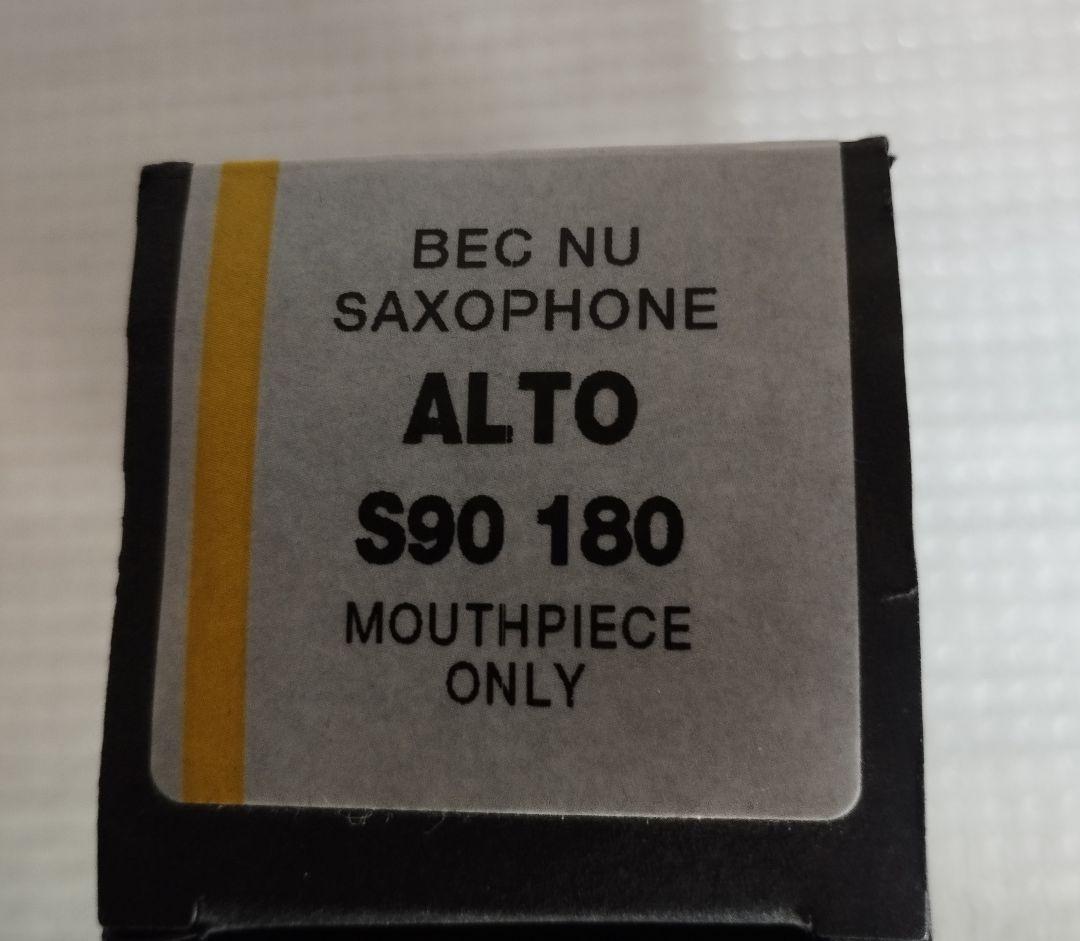 BEC NU
SAXOPHONE
ALTO
S90 180
MOUTHPIECE
ONLY